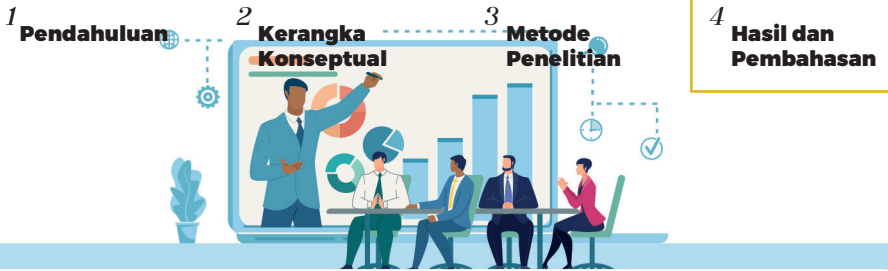 1 Pendahuluan
2 Kerangka
Konseptual
3 Metode
Penelitian
4 Hasil dan
Pembahasan